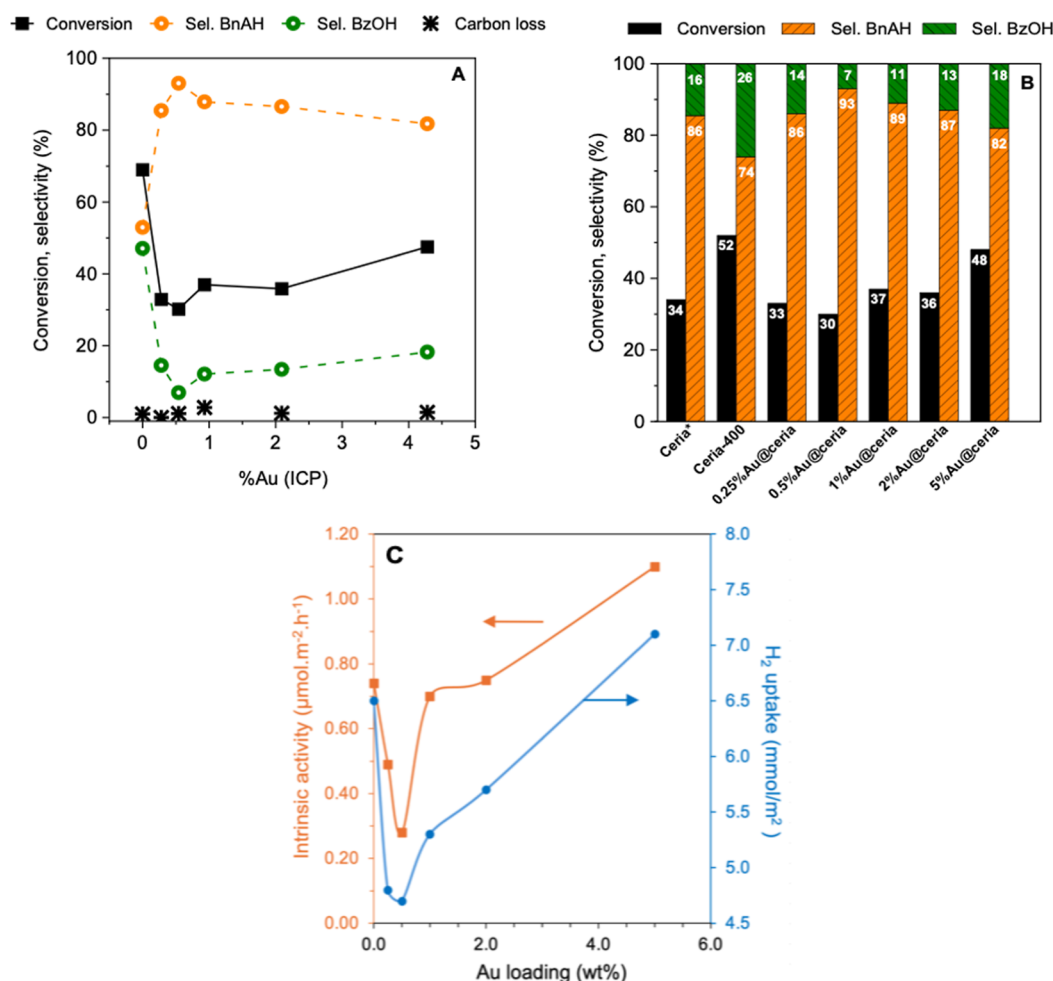 Conversion Sel. BnAH Sel. BzOH Carbon loss
A
100
80
60
40
20
0
0 1 2 3 4 5
Conversion, selectivity (%)
%Au (ICP)
Conversion Sel. BnAH Sel. BzOH
B
100
80
60
40
20
0
Conversion, selectivity (%)
16 26 14 7 11 13 18
86 74 86 93 89 87 82
34 52 33 30 37 36 48
Ceria*
Ceria-400
0.25%Au@ceria
0.5%Au@ceria
1%Au@ceria
2%Au@ceria
5%Au@ceria
C
1.20
1.00
0.80
0.60
0.40
0.20
0.00
Intrinsic activity (µmol.m⁻².h⁻¹)
8.0
7.5
7.0
6.5
6.0
5.5
5.0
4.5
H₂ uptake (mmol/m² )
0.0 2.0 4.0 6.0
Au loading (wt%)